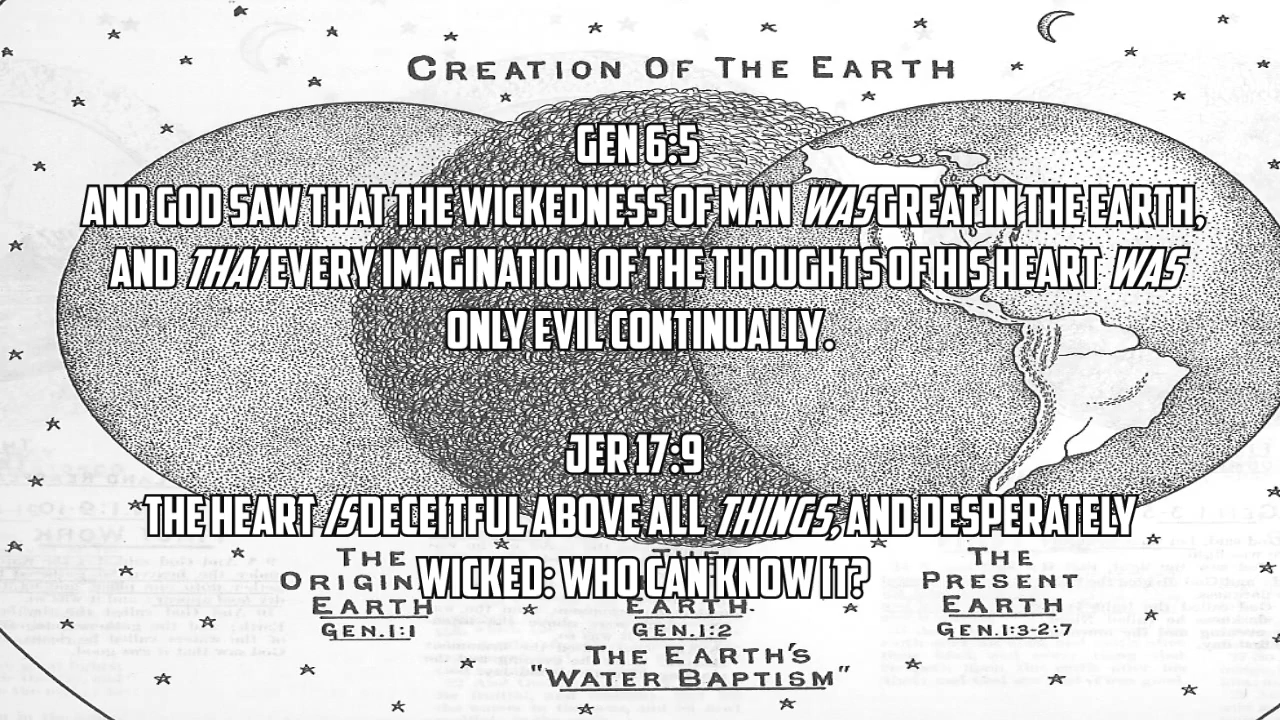 CREATION OF THE EARTH
GEN 6:5
AND GOD SAW THAT THE WICKEDNESS OF MAN WAS GREAT IN THE EARTH,
AND THAT EVERY IMAGINATION OF THE THOUGHTS OF HIS HEART WAS
ONLY EVIL CONTINUALLY.
JER 17:9
THE HEART IS DECEITFUL ABOVE ALL THINGS, AND DESPERATELY
WICKED: WHO CAN KNOW IT?
THE
EARTH
GEN.1:1
THE
EARTH.
GEN.1:2
THE EARTH'S
"WATER BAPTISM"
THE
PRESENT
EARTH
GEN.1:3-2:7